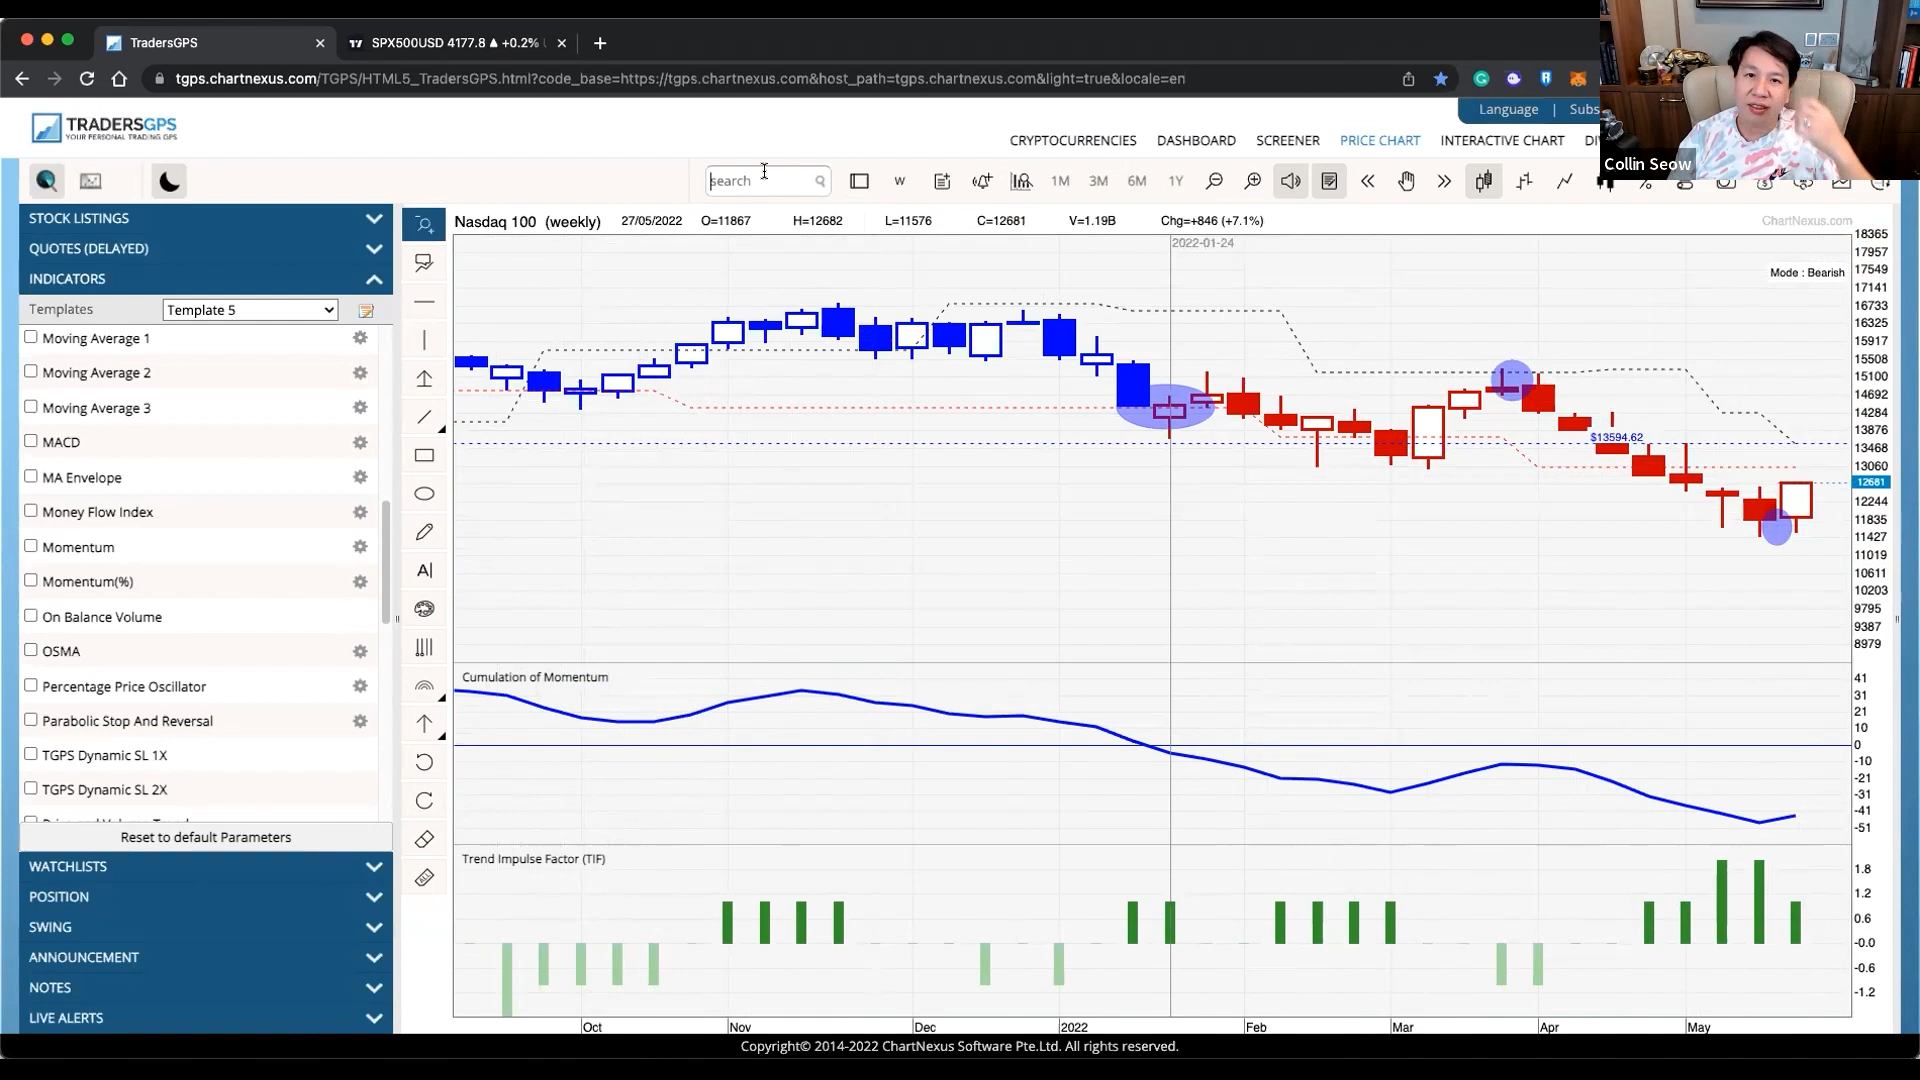 TradersGPS
SPX500USD 4177.8 ▲ +0.2%
tgps.chartnexus.com/TGPS/HTML5_TradersGPS.html?code_base=https://tgps.chartnexus.com&host_path=tgps.chartnexus.com&light=true&locale=en
Language | Subs
TRADERSGPS
YOUR PERSONAL TRADING GPS
CRYPTOCURRENCIES DASHBOARD SCREENER PRICE CHART INTERACTIVE CHART
Collin Seow
search W 1M 3M 6M 1Y
STOCK LISTINGS
QUOTES (DELAYED)
INDICATORS
Templates Template 5
Moving Average 1
Moving Average 2
Moving Average 3
MACD
MA Envelope
Money Flow Index
Momentum
Momentum(%)
On Balance Volume
OSMA
Percentage Price Oscillator
Parabolic Stop And Reversal
TGPS Dynamic SL 1X
TGPS Dynamic SL 2X
Reset to default Parameters
WATCHLISTS
POSITION
SWING
ANNOUNCEMENT
NOTES
LIVE ALERTS
A|
ALL
Nasdaq 100 (weekly) 27/05/2022 O=11867 H=12682 L=11576 C=12681 V=1.19B Chg=+846 (+7.1%)
ChartNexus.com
2022-01-24
Mode : Bearish
$13594.62
18365
17957
17549
17141
16733
16325
15917
15508
15100
14692
14284
13876
13468
13060
12681
12244
11835
11427
11019
10611
10203
9795
9387
8979
Cumulation of Momentum
41
31
21
10
0
-10
-21
-31
-41
-51
Trend Impulse Factor (TIF)
1.8
1.2
0.6
-0.0
-0.6
-1.2
Oct Nov Dec 2022 Feb Mar Apr May
Copyright© 2014-2022 ChartNexus Software Pte.Ltd. All rights reserved.